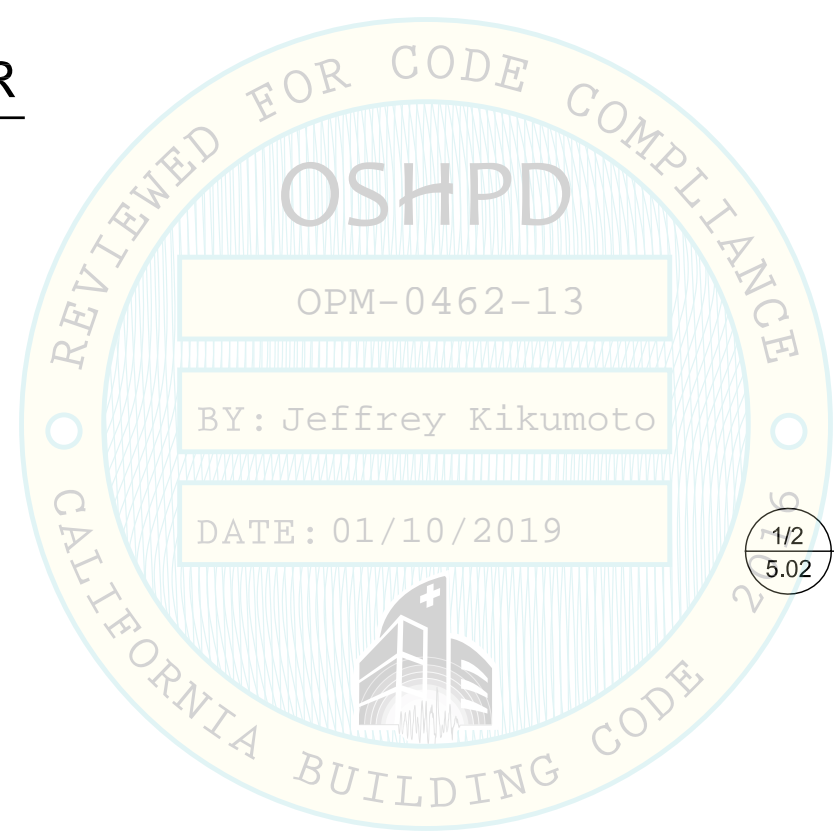 R
REVIEWED FOR CODE COMPLIANCE
OSHPD
OPM-0462-13
BY: Jeffrey Kikumoto
DATE: 01/10/2019
1/2
5.02
CALIFORNIA BUILDING CODE 2016